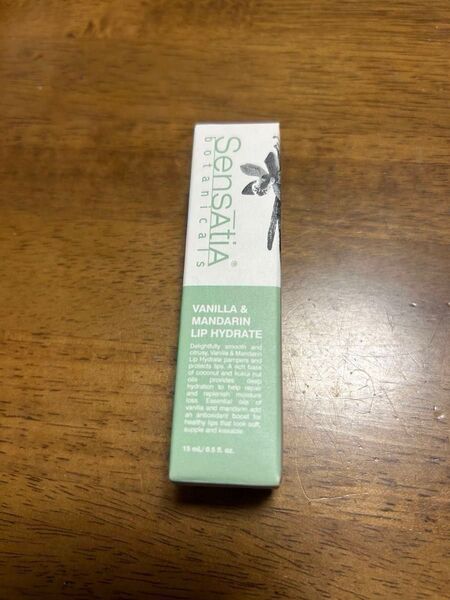 SensAtiA®
botanicals
VANILLA &
MANDARIN
LIP HYDRATE
Delightfully smooth and
citrusy, Vanilla & Mandarin
Lip Hydrate pampers and
protects lips. A rich base
of coconut and kukui nut
oils provides deep
hydration to help repair
and replenish moisture
loss. Essential oils of
vanilla and mandarin add
an antioxidant boost for
healthy lips that look soft,
supple and kissable.
15 mL/ 0.5 fl. oz.